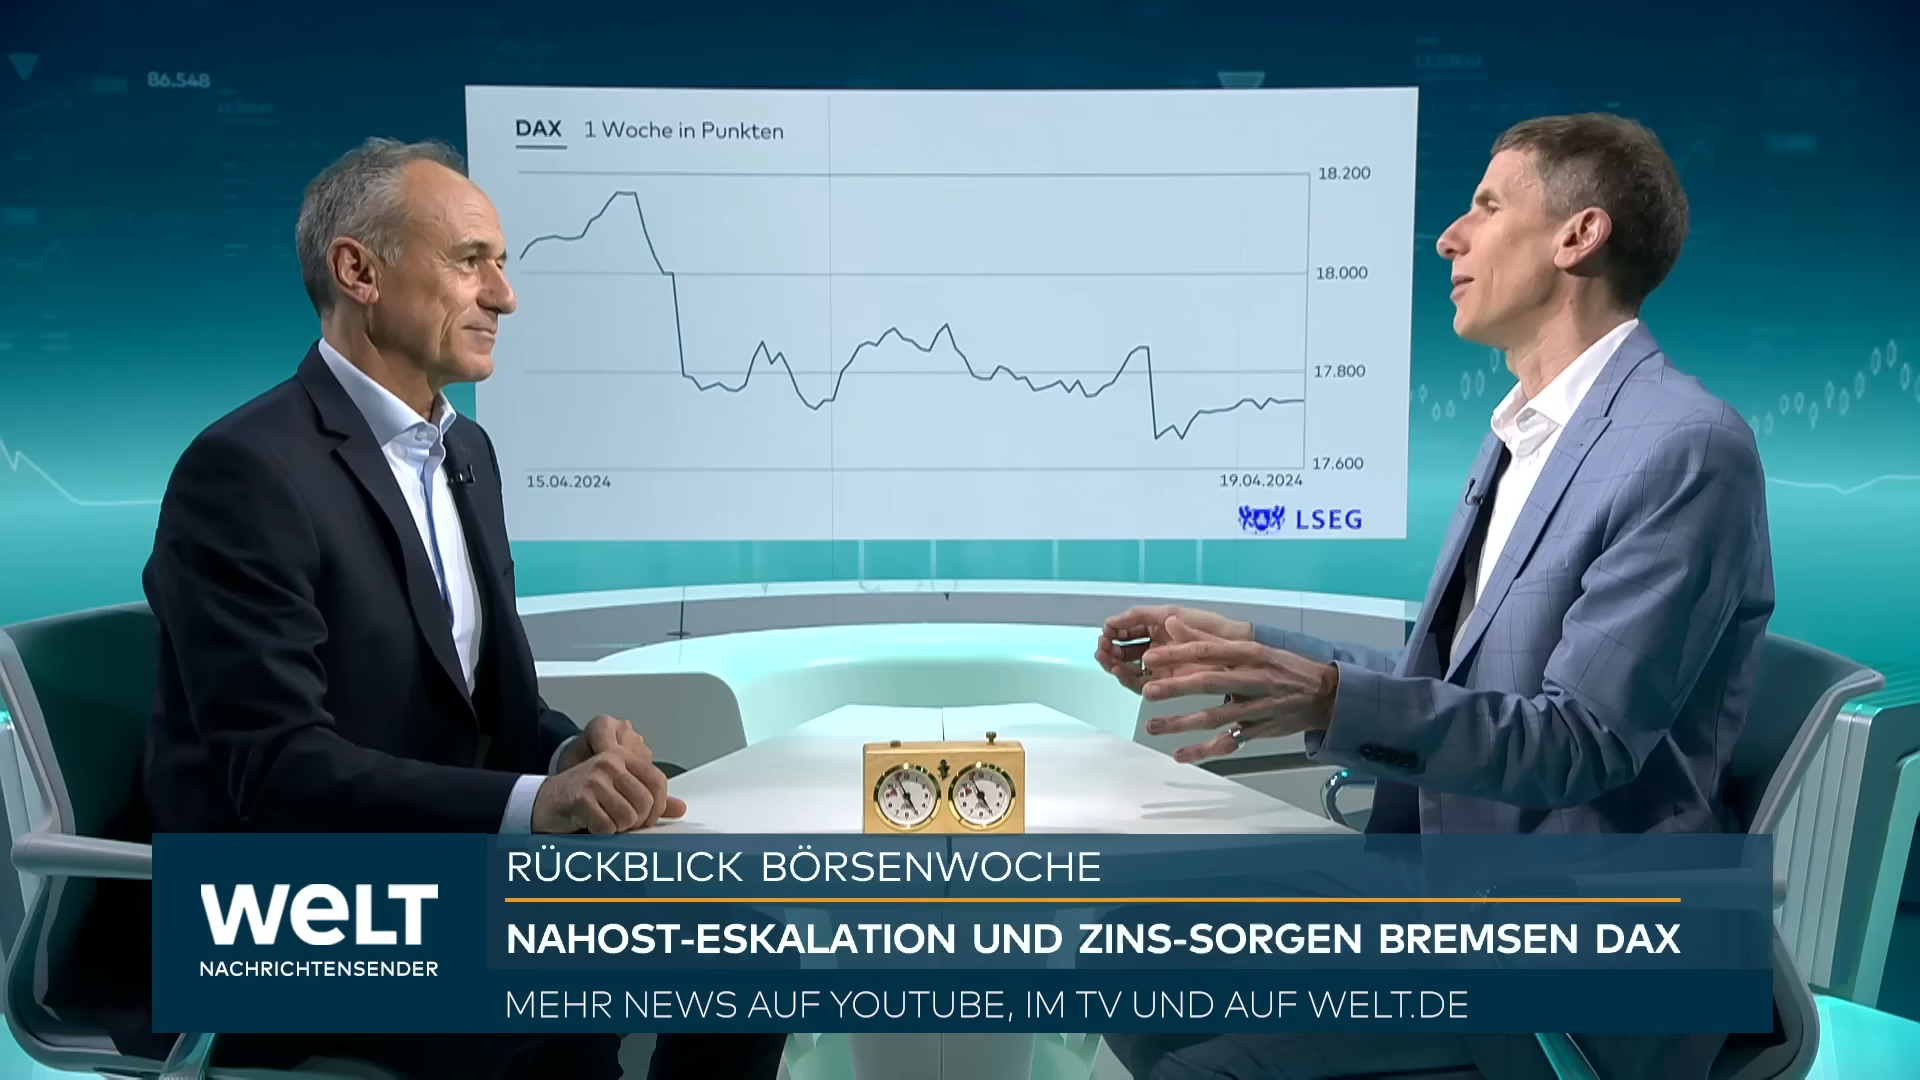 86.548
DAX 1 Woche in Punkten
18.200
18.000
17.800
17.600
15.04.2024
19.04.2024
LSEG
WELT
NACHRICHTENSENDER
RÜCKBLICK BÖRSENWOCHE
NAHOST-ESKALATION UND ZINS-SORGEN BREMSEN DAX
MEHR NEWS AUF YOUTUBE, IM TV UND AUF WELT.DE